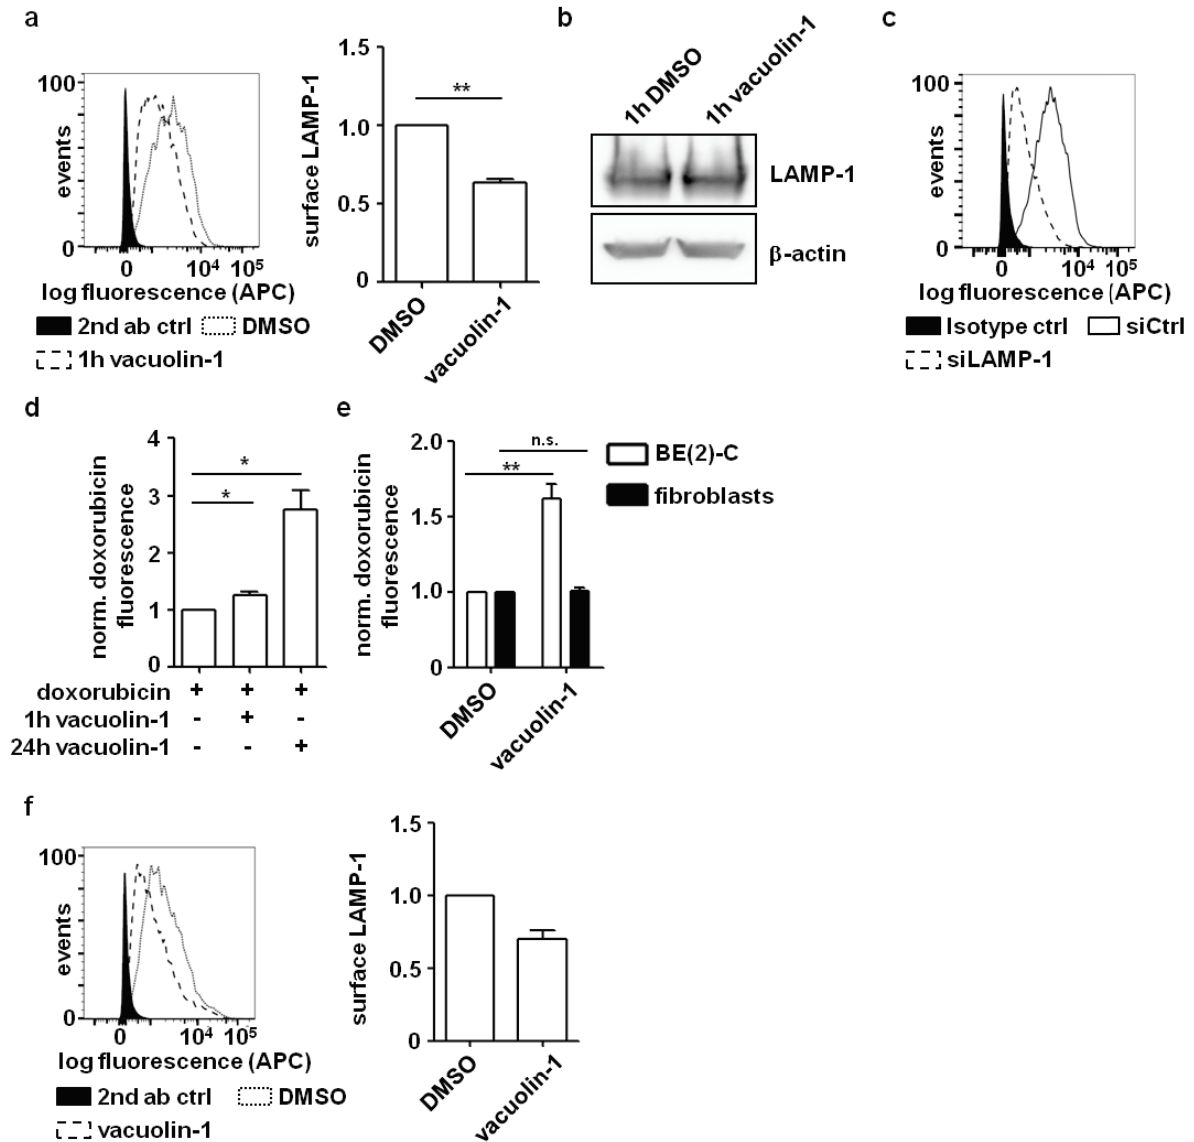 a
100
events
0
0 10⁴ 10⁵
log fluorescence (APC)
2nd ab ctrl DMSO
1h vacuolin-1
surface LAMP-1
1.5
1.0
0.5
0
**
DMSO
vacuolin-1
b
1h DMSO
1h vacuolin-1
LAMP-1
β-actin
c
100
events
0
0 10⁴ 10⁵
log fluorescence (APC)
Isotype ctrl siCtrl
siLAMP-1
d
norm. doxorubicin
fluorescence
4
3
2
1
0
*
*
doxorubicin + + +
1h vacuolin-1 - + -
24h vacuolin-1 - - +
e
norm. doxorubicin
fluorescence
2.0
1.5
1.0
0
n.s.
**
DMSO
vacuolin-1
BE(2)-C
fibroblasts
f
100
events
0
0 10⁴ 10⁵
log fluorescence (APC)
2nd ab ctrl DMSO
vacuolin-1
surface LAMP-1
1.5
1.0
0.5
0
DMSO
vacuolin-1